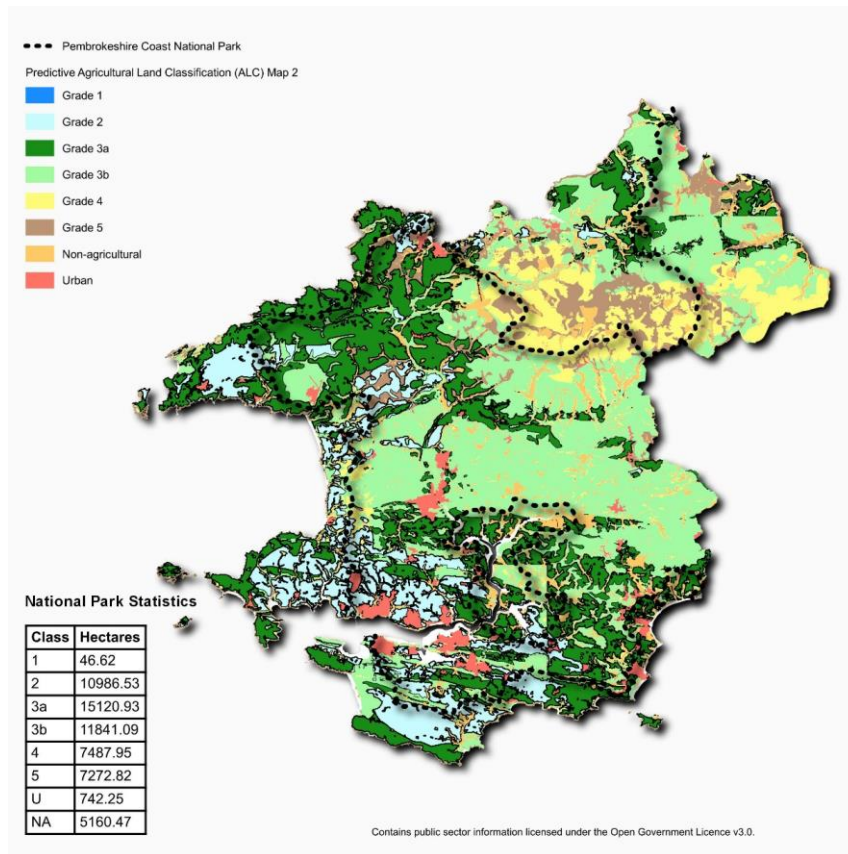 Pembrokeshire Coast National Park
Predictive Agricultural Land Classification (ALC) Map 2
Grade 1
Grade 2
Grade 3a
Grade 3b
Grade 4
Grade 5
Non-agricultural
Urban
National Park Statistics
Class Hectares
1 46.62
2 10986.53
3a 15120.93
3b 11841.09
4 7487.95
5 7272.82
U 742.25
NA 5160.47
Contains public sector information licensed under the Open Government Licence v3.0.